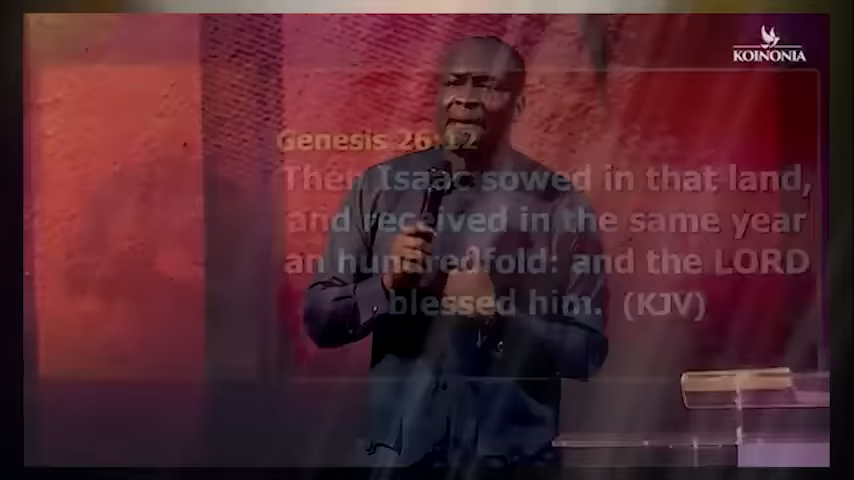 KOINONIA
Genesis 26:12
Then Isaac sowed in that land,
and received in the same year
an hundredfold: and the LORD
blessed him. (KJV)